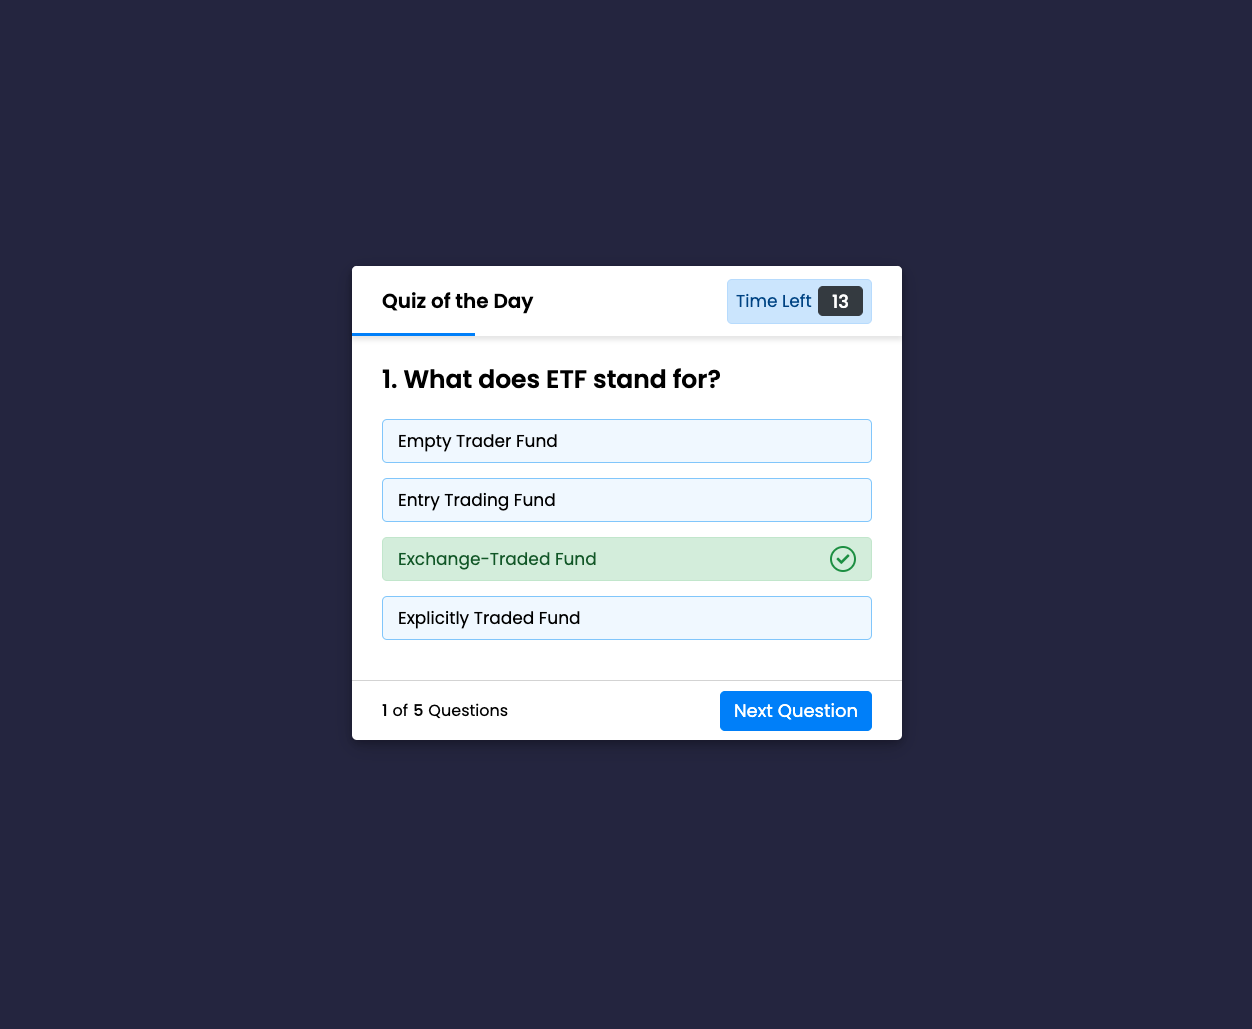 Quiz of the Day
Time Left 13
1. What does ETF stand for?
Empty Trader Fund
Entry Trading Fund
Exchange-Traded Fund
Explicitly Traded Fund
1 of 5 Questions
Next Question